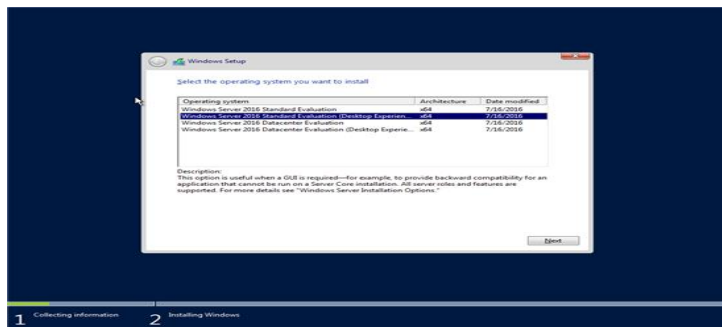 Windows Setup
Select the operating system you want to install
Operating system Architecture Date modified
Windows Server 2016 Standard Evaluation x64 7/16/2016
Windows Server 2016 Standard Evaluation (Desktop Experien... x64 7/16/2016
Windows Server 2016 Datacenter Evaluation x64 7/16/2016
Windows Server 2016 Datacenter Evaluation (Desktop Experie... x64 7/16/2016
Description:
This option is useful when a GUI is required—for example, to provide backward compatibility for an
application that cannot be run on a Server Core installation. All server roles and features are
supported. For more details see "Windows Server Installation Options."
Next
1 Collecting information 2 Installing Windows